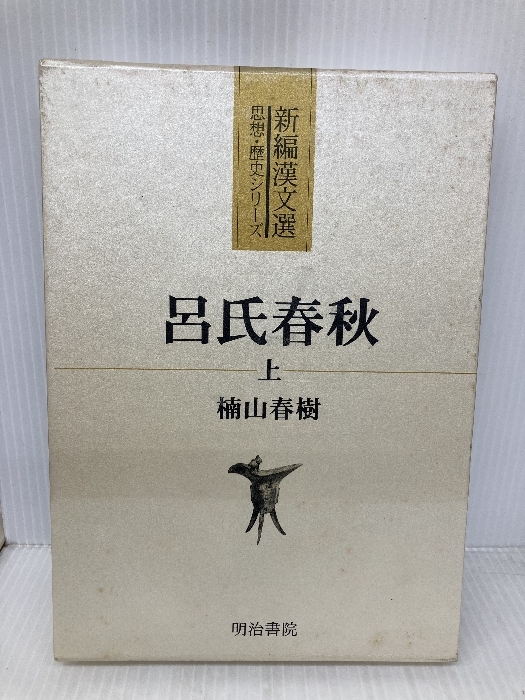 新編漢文選
思想・歴史シリーズ
呂氏春秋
上
楠山春樹
明治書院